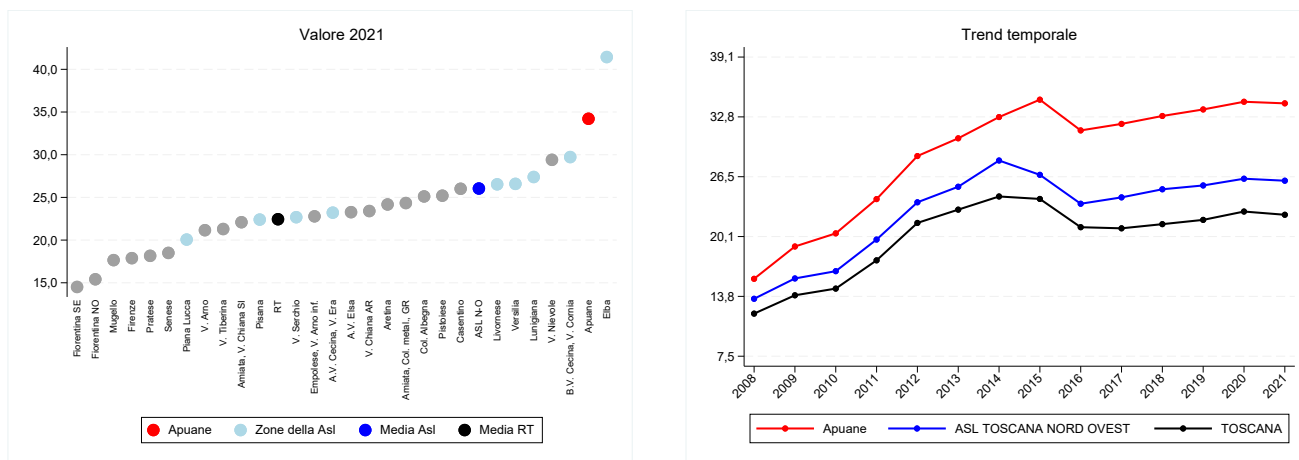 Valore 2021
40,0
35,0
30,0
25,0
20,0
15,0
Fiorentina SE
Fiorentina NO
Mugello
Firenze
Pratese
Senese
Piana Lucca
V. Arno
V. Tiberina
Amiata, V. Chiana SI
Pisana
RT
V. Serchio
Empolese, V. Arno inf.
A.V. Cecina, V. Era
A.V. Elsa
V. Chiana AR
Aretina
Amiata, Col. metal., GR
Col. Albegna
Pistoiese
Casentino
ASL N-O
Livornese
Versilia
Lunigiana
V. Nievole
B.V. Cecina, V. Cornia
Apuane
Elba
Apuane
Zone della Asl
Media Asl
Media RT
Trend temporale
39,1
32,8
26,5
20,1
13,8
7,5
2008
2009
2010
2011
2012
2013
2014
2015
2016
2017
2018
2019
2020
2021
Apuane
ASL TOSCANA NORD OVEST
TOSCANA